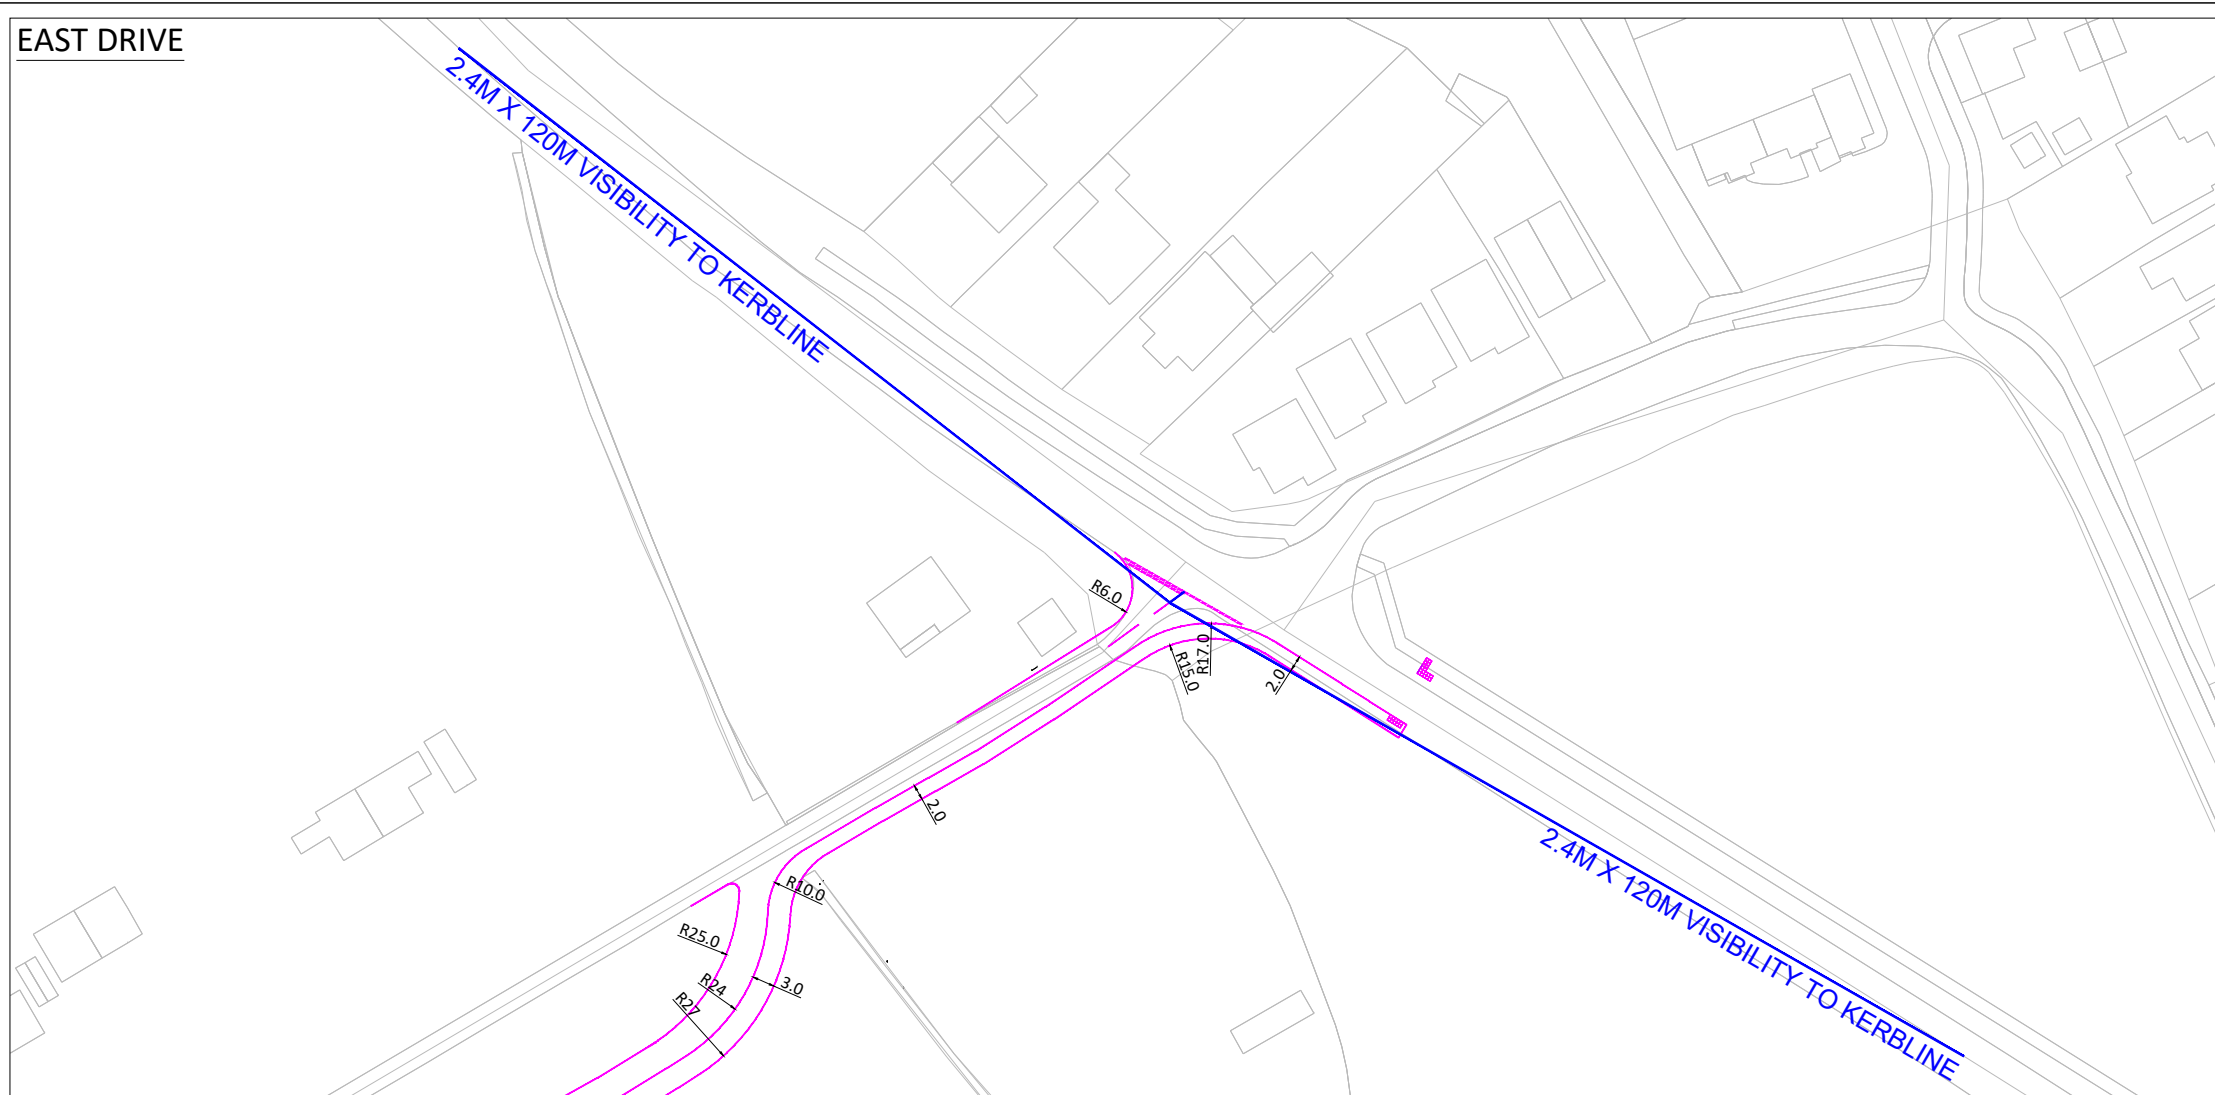 EAST DRIVE
2.4M X 120M VISIBILITY TO KERBLINE
R6.0
R17.0
R15.0
2.0
2.0
2.4M X 120M VISIBILITY TO KERBLINE
R10.0
R25.0
R24
3.0
R27